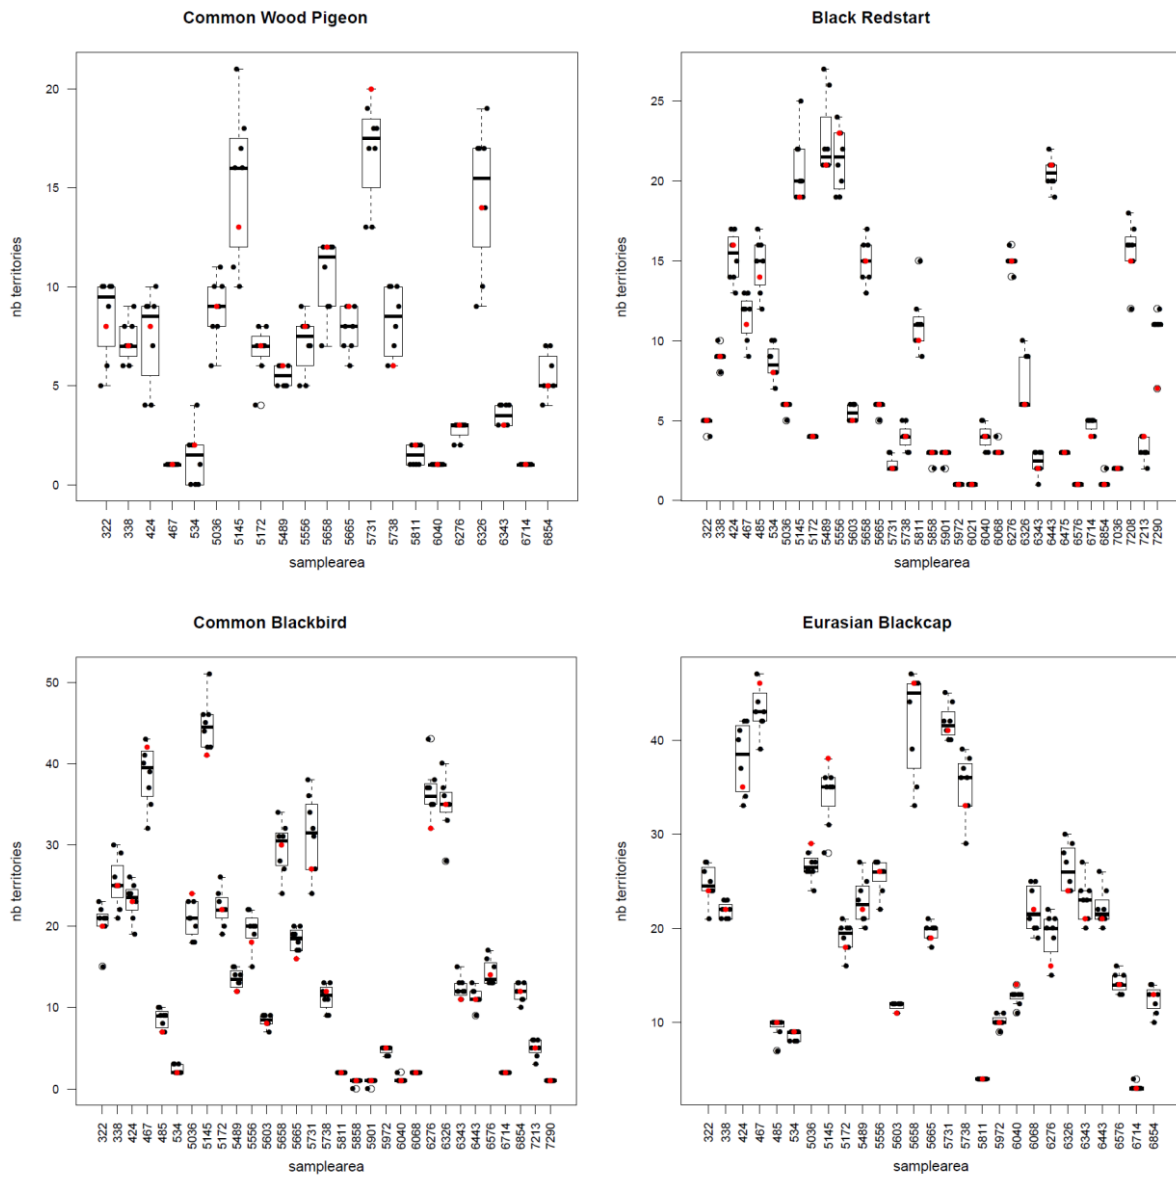 Common Wood Pigeon
nb territories
20
15
10
5
0
322 338 424 467 534 5036 5145 5172 5489 5556 5658 5665 5731 5738 5811 6040 6276 6326 6343 6714 6854
samplearea
Black Redstart
nb territories
25
20
15
10
5
0
322 338 424 467 485 534 5036 5145 5172 5489 5556 5603 5658 5665 5731 5738 5811 5858 5901 5972 6021 6040 6068 6276 6326 6343 6443 6475 6576 6714 6854 7036 7208 7213 7290
samplearea
Common Blackbird
nb territories
50
40
30
20
10
0
322 338 424 467 485 534 5036 5145 5172 5489 5556 5603 5658 5665 5731 5738 5811 5858 5901 5972 6040 6068 6276 6326 6343 6443 6576 6714 6854 7213 7290
samplearea
Eurasian Blackcap
nb territories
40
30
20
10
322 338 424 467 485 534 5036 5145 5172 5489 5556 5603 5658 5665 5731 5738 5811 5972 6040 6068 6276 6326 6343 6443 6576 6714 6854
samplearea